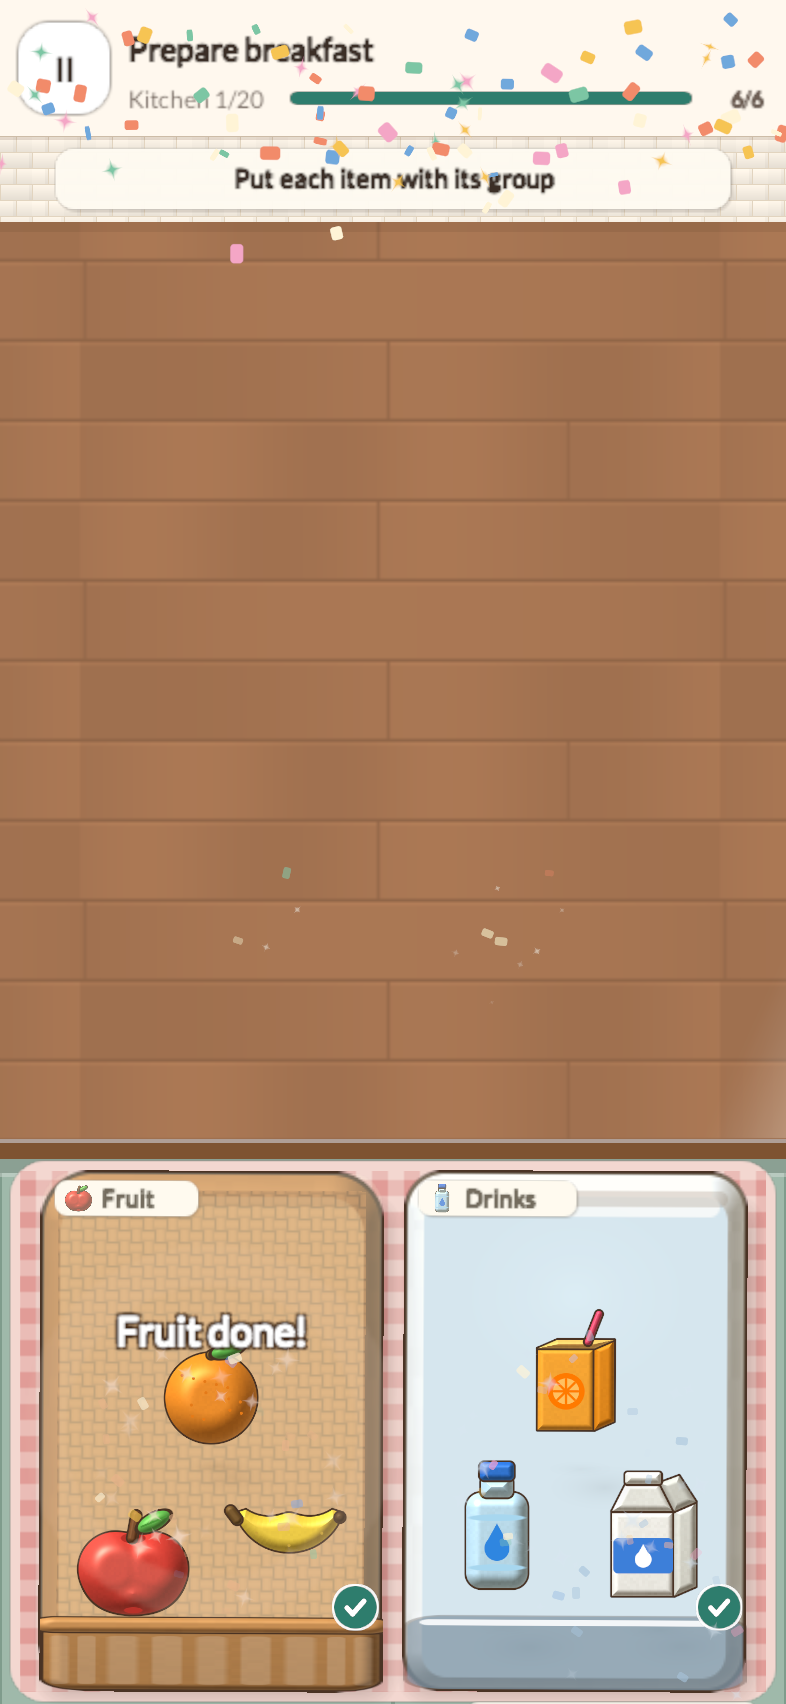 Prepare breakfast
Kitchen 1/20
6/6
Put each item with its group
Fruit
Drinks
Fruit done!